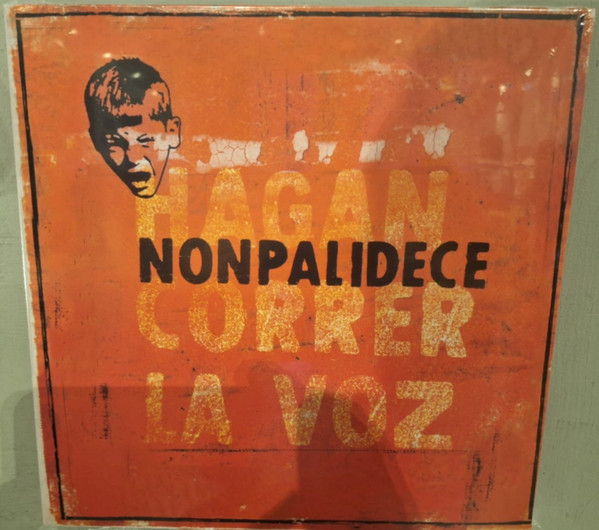 HAGAN
NONPALIDECE
CORRER
LA VOZ